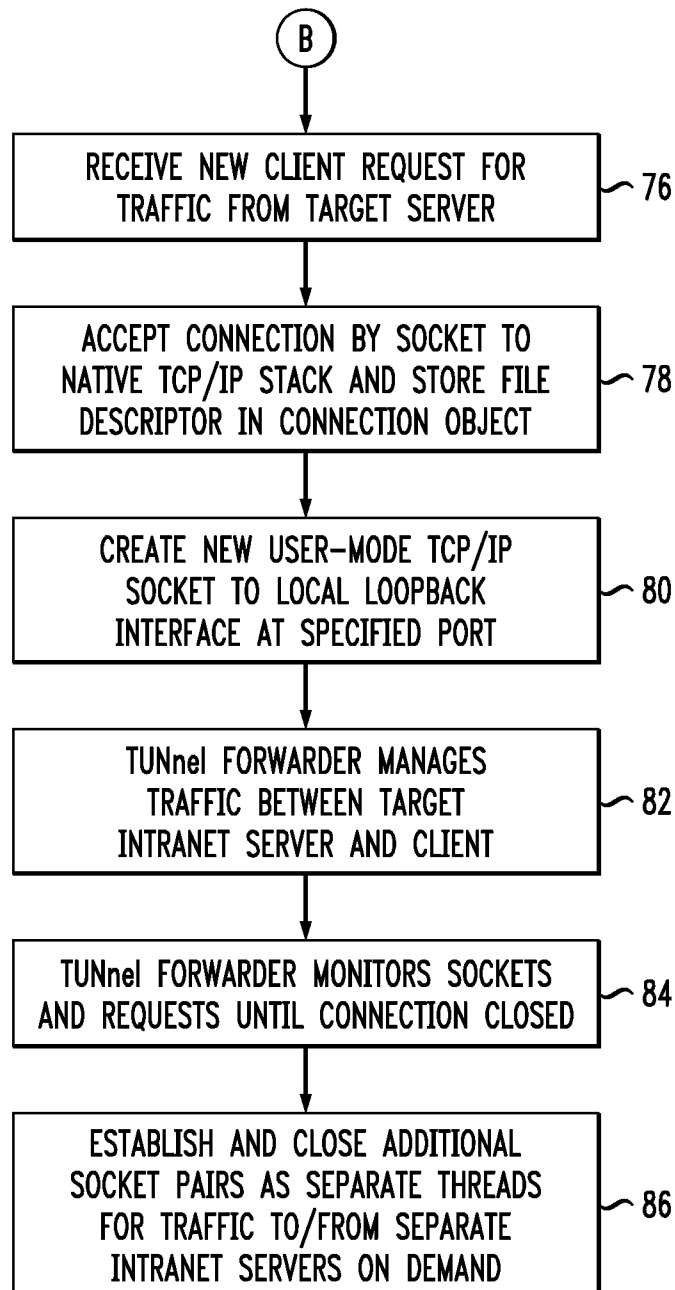 B
RECEIVE NEW CLIENT REQUEST FOR
TRAFFIC FROM TARGET SERVER
76
ACCEPT CONNECTION BY SOCKET TO
NATIVE TCP/IP STACK AND STORE FILE
DESCRIPTOR IN CONNECTION OBJECT
78
CREATE NEW USER-MODE TCP/IP
SOCKET TO LOCAL LOOPBACK
INTERFACE AT SPECIFIED PORT
80
TUNnel FORWARDER MANAGES
TRAFFIC BETWEEN TARGET
INTRANET SERVER AND CLIENT
82
TUNnel FORWARDER MONITORS SOCKETS
AND REQUESTS UNTIL CONNECTION CLOSED
84
ESTABLISH AND CLOSE ADDITIONAL
SOCKET PAIRS AS SEPARATE THREADS
FOR TRAFFIC TO/FROM SEPARATE
INTRANET SERVERS ON DEMAND
86